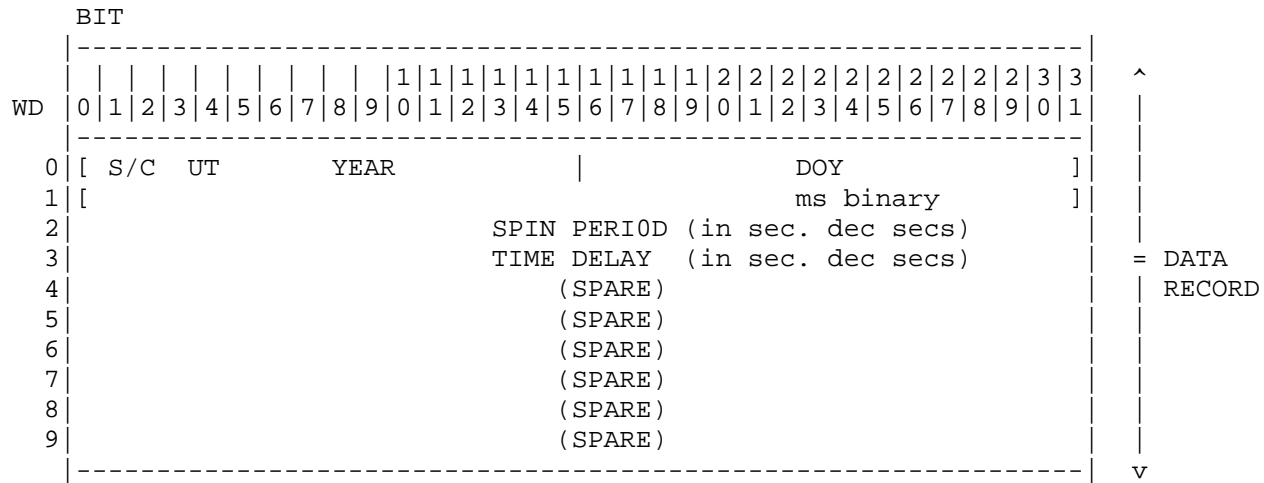 BIT
   |---------------------------------------------------------------|
   | | | | | | | | | | |1|1|1|1|1|1|1|1|1|1|2|2|2|2|2|2|2|2|2|2|3|3|  ^
WD |0|1|2|3|4|5|6|7|8|9|0|1|2|3|4|5|6|7|8|9|0|1|2|3|4|5|6|7|8|9|0|1|  |
   |---------------------------------------------------------------|  |
  0|[ S/C  UT       YEAR           |             DOY              ]|  |
  1|[                                            ms binary        ]|  |
  2|                          SPIN PERI0D (in sec. dec secs)       |  |
  3|                          TIME DELAY  (in sec. dec secs)       |  = DATA
  4|                              (SPARE)                          |  | RECORD
  5|                              (SPARE)                          |  |
  6|                              (SPARE)                          |  |
  7|                              (SPARE)                          |  |
  8|                              (SPARE)                          |  |
  9|                              (SPARE)                          |  |
   |---------------------------------------------------------------|  v